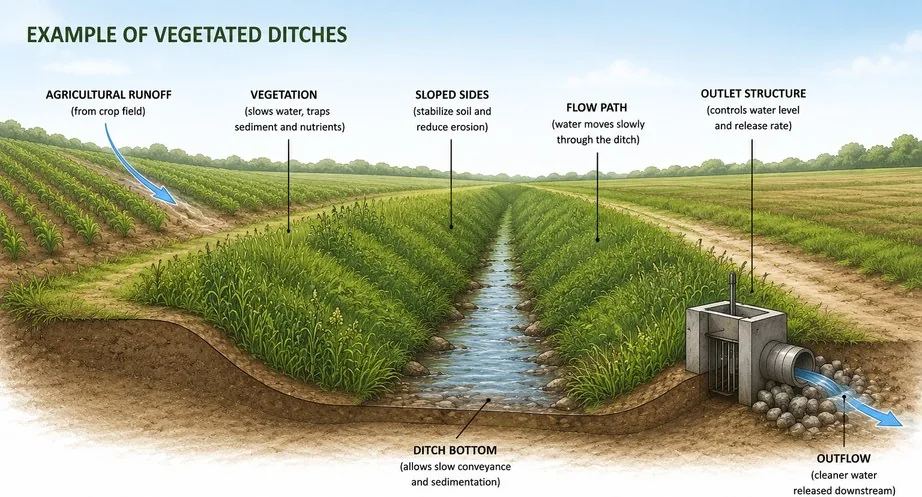 EXAMPLE OF VEGETATED DITCHES
AGRICULTURAL RUNOFF
(from crop field)
VEGETATION
(slows water, traps
sediment and nutrients)
SLOPED SIDES
(stabilize soil and
reduce erosion)
FLOW PATH
(water moves slowly
through the ditch)
OUTLET STRUCTURE
(controls water level
and release rate)
DITCH BOTTOM
(allows slow conveyance
and sedimentation)
OUTFLOW
(cleaner water
released downstream)